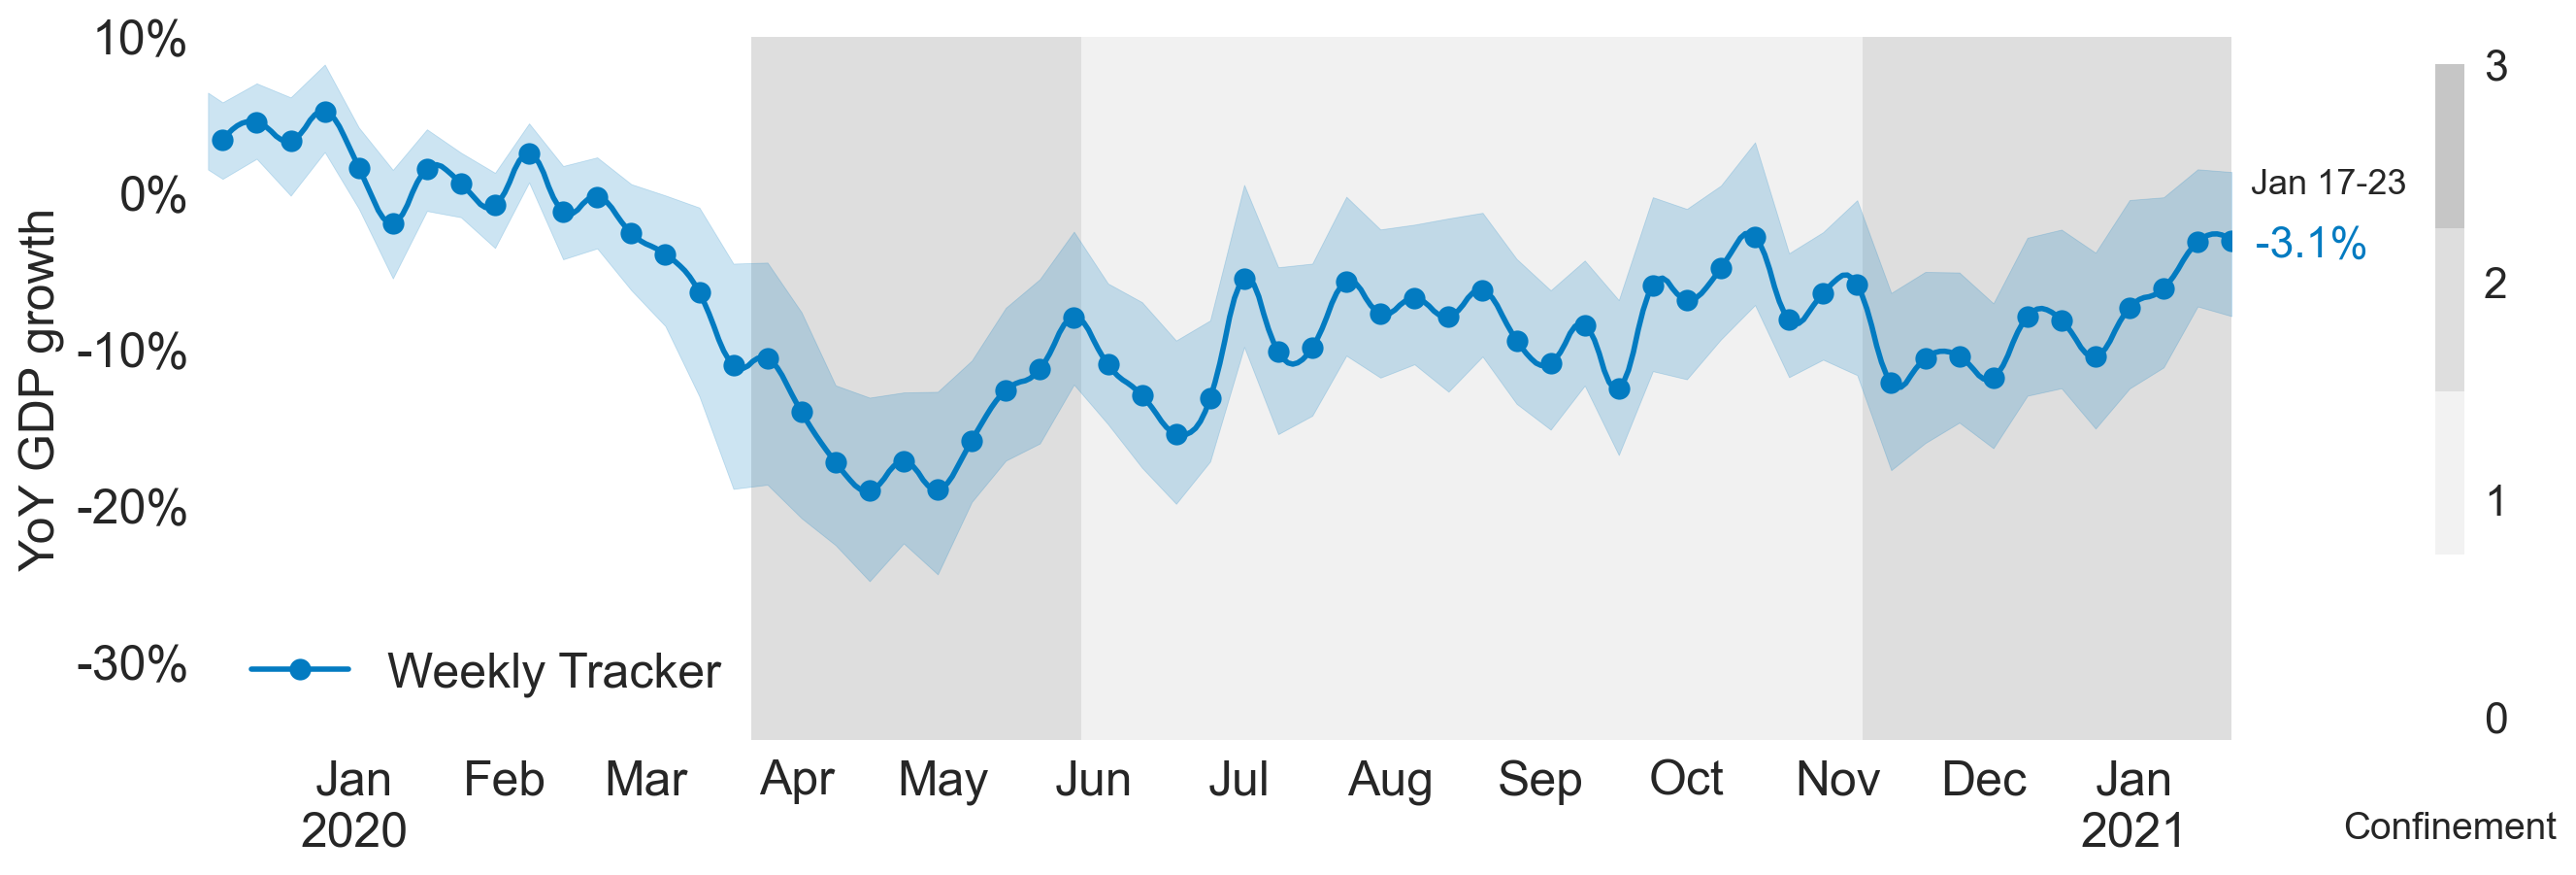 YoY GDP growth
10%
0%
-10%
-20%
-30%
Weekly Tracker
Jan Feb Mar Apr May Jun Jul Aug Sep Oct Nov Dec Jan
2020 2021
Jan 17-23
-3.1%
3
2
1
0
Confinement